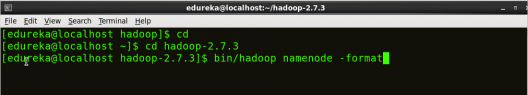 edureka@localhost:~/hadoop-2.7.3
File Edit View Search Terminal Help
[edureka@localhost hadoop]$ cd
[edureka@localhost ~]$ cd hadoop-2.7.3
[edureka@localhost hadoop-2.7.3]$ bin/hadoop namenode -format